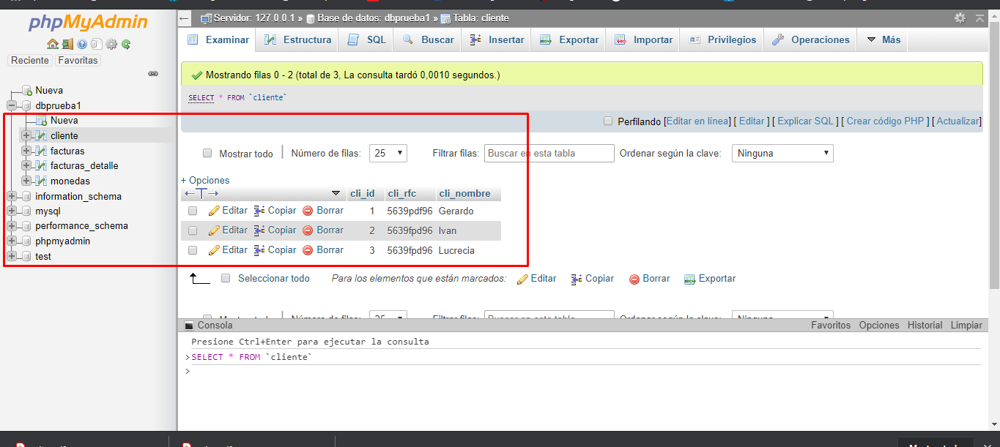 phpMyAdmin
Reciente Favoritas
Nueva
dbprueba1
Nueva
cliente
facturas
facturas_detalle
monedas
information_schema
mysql
performance_schema
phpmyadmin
test
Servidor: 127.0.0.1 » Base de datos: dbprueba1 » Tabla: cliente
Examinar Estructura SQL Buscar Insertar Exportar Importar Privilegios Operaciones Más
Mostrando filas 0 - 2 (total de 3, La consulta tardó 0,0010 segundos.)
SELECT * FROM `cliente`
Perfilando [Editar en línea] [ Editar ] [ Explicar SQL ] [ Crear código PHP ] [ Actualizar]
Mostrar todo Número de filas: 25 Filtrar filas: Buscar en esta tabla Ordenar según la clave: Ninguna
+ Opciones
←T→ cli_id cli_rfc cli_nombre
Editar Copiar Borrar 1 5639pdf96 Gerardo
Editar Copiar Borrar 2 5639fpd96 Ivan
Editar Copiar Borrar 3 5639fpd96 Lucrecia
Seleccionar todo Para los elementos que están marcados: Editar Copiar Borrar Exportar
Número de filas: 25 Filtrar filas: Buscar en esta tabla Ordenar según la clave: Ninguna
Consola Favoritos Opciones Historial Limpiar
Presione Ctrl+Enter para ejecutar la consulta
>SELECT * FROM `cliente`
>